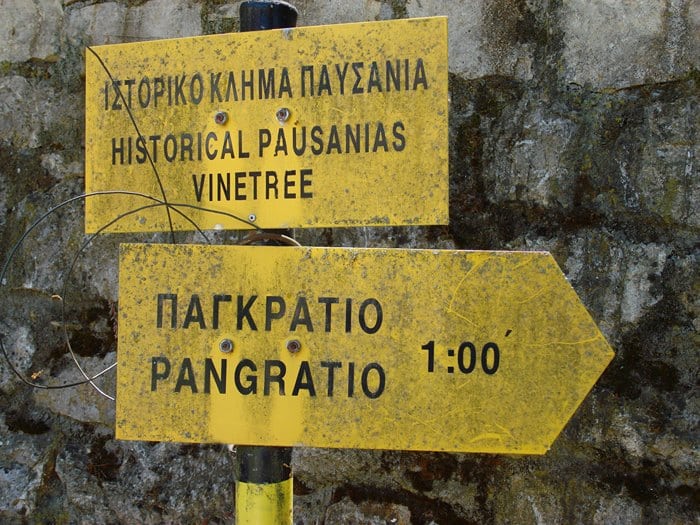 ΙΣΤΟΡΙΚΟ ΚΛΗΜΑ ΠΑΥΣΑΝΙΑ
HISTORICAL PAUSANIAS
VINETREE
ΠΑΓΚΡΑΤΙΟ
PANGRATIO
1:00΄